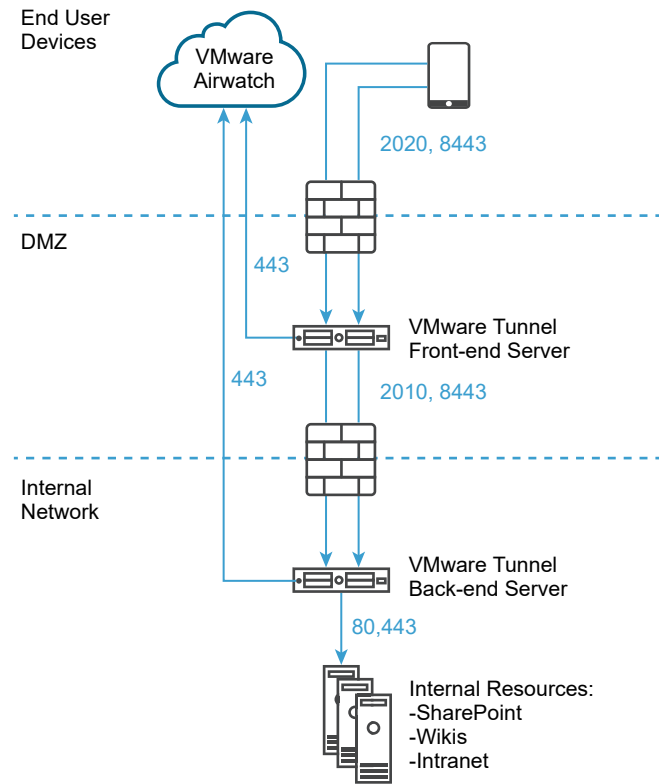 End User
Devices
VMware
Airwatch
2020, 8443
DMZ
443
VMware Tunnel
Front-end Server
443
2010, 8443
Internal
Network
VMware Tunnel
Back-end Server
80,443
Internal Resources:
-SharePoint
-Wikis
-Intranet